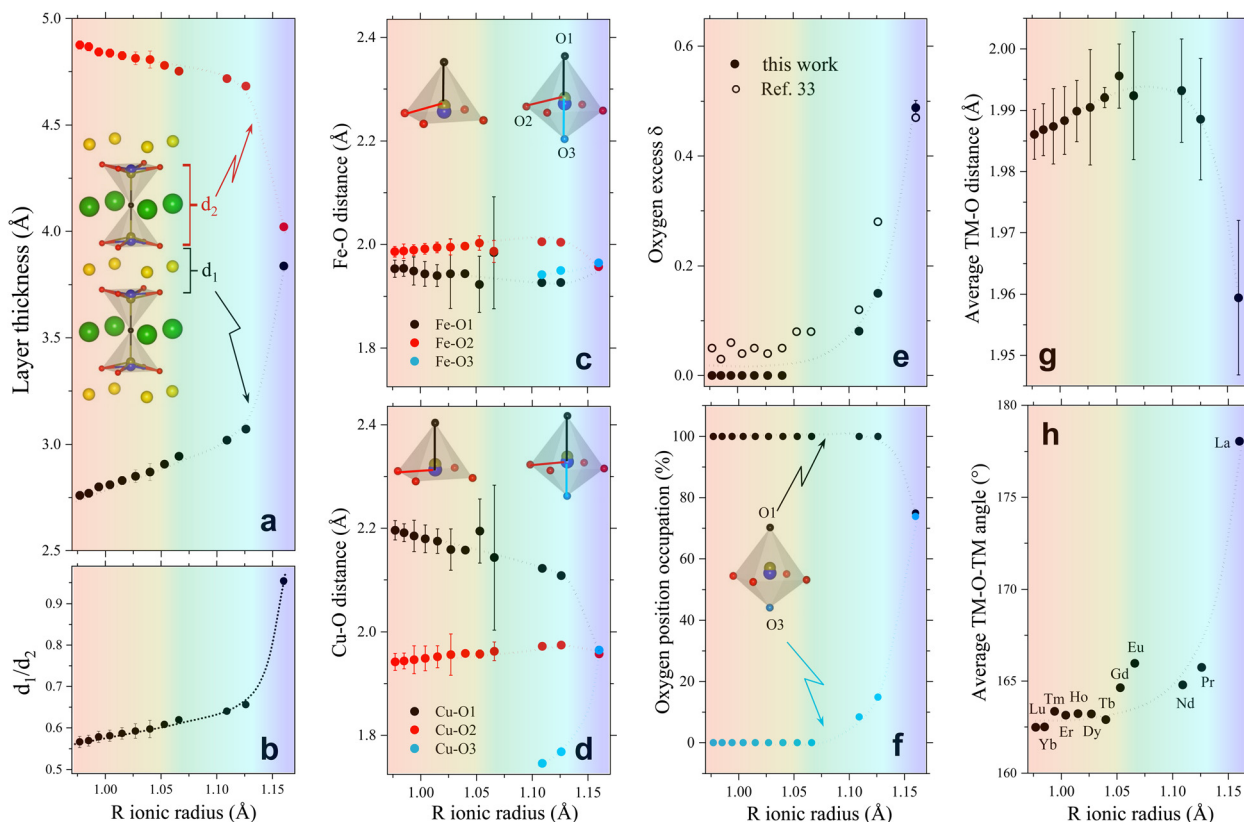 5.0
4.5
4.0
3.5
3.0
2.5
Layer thickness (Å)
d2
d1
a
0.9
0.8
0.7
0.6
0.5
d1/d2
b
1.00
1.05
1.10
1.15
R ionic radius (Å)
2.4
2.2
2.0
1.8
Fe-O distance (Å)
O1
O2
O3
Fe-O1
Fe-O2
Fe-O3
c
2.4
2.2
2.0
1.8
Cu-O distance (Å)
Cu-O1
Cu-O2
Cu-O3
d
1.00
1.05
1.10
1.15
R ionic radius (Å)
0.6
0.4
0.2
0.0
Oxygen excess δ
this work
Ref. 33
e
100
80
60
40
20
0
Oxygen position occupation (%)
O1
O3
f
1.00
1.05
1.10
1.15
R ionic radius (Å)
2.00
1.99
1.98
1.97
1.96
1.95
Average TM-O distance (Å)
g
180
175
170
165
160
Average TM-O-TM angle (°)
h
La
Eu
Gd
Pr
Nd
Tm
Ho
Tb
Lu
Yb
Er
Dy
1.00
1.05
1.10
1.15
R ionic radius (Å)